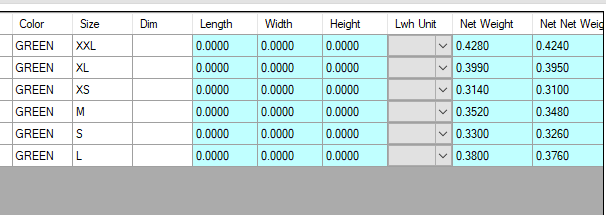 Color Size Dim Length Width Height Lwh Unit Net Weight Net Net Weig
GREEN XXL 0.0000 0.0000 0.0000 0.4280 0.4240
GREEN XL 0.0000 0.0000 0.0000 0.3990 0.3950
GREEN XS 0.0000 0.0000 0.0000 0.3140 0.3100
GREEN M 0.0000 0.0000 0.0000 0.3520 0.3480
GREEN S 0.0000 0.0000 0.0000 0.3300 0.3260
GREEN L 0.0000 0.0000 0.0000 0.3800 0.3760